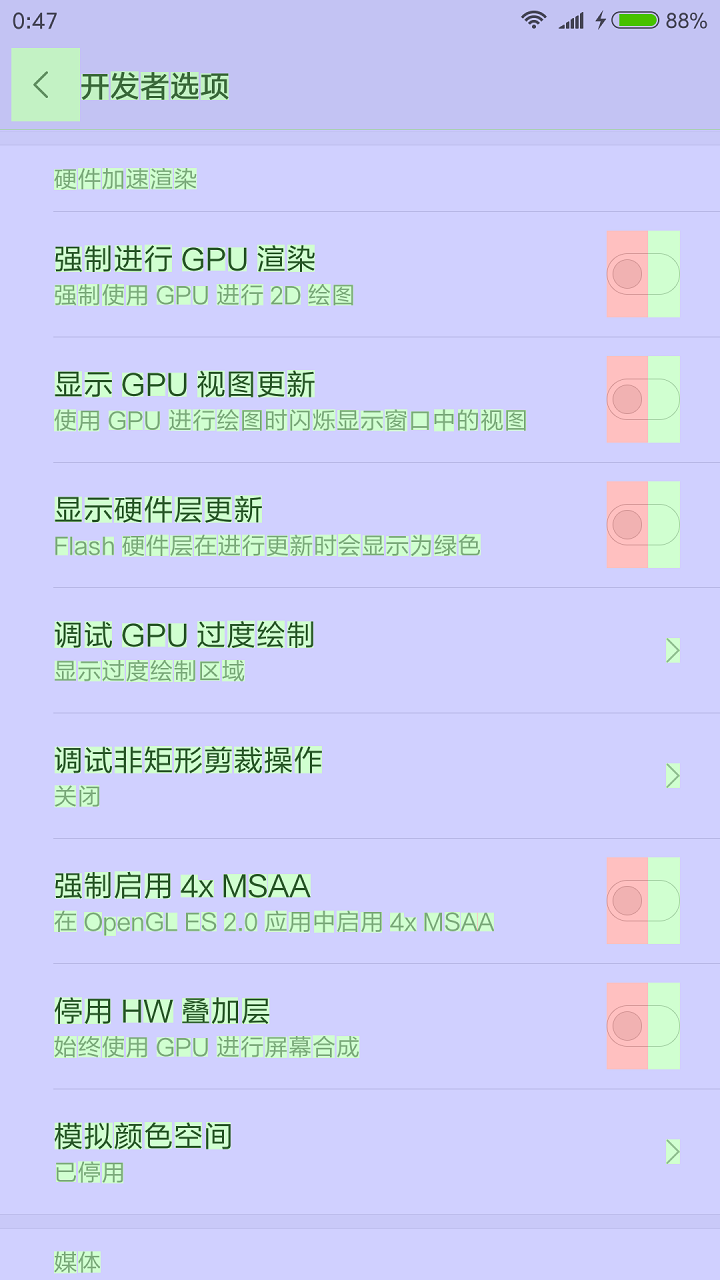 0:47
88%
开发者选项
硬件加速渲染
强制进行 GPU 渲染
强制使用 GPU 进行 2D 绘图
显示 GPU 视图更新
使用 GPU 进行绘图时闪烁显示窗口中的视图
显示硬件层更新
Flash 硬件层在进行更新时会显示为绿色
调试 GPU 过度绘制
显示过度绘制区域
调试非矩形剪裁操作
关闭
强制启用 4x MSAA
在 OpenGL ES 2.0 应用中启用 4x MSAA
停用 HW 叠加层
始终使用 GPU 进行屏幕合成
模拟颜色空间
已停用
媒体